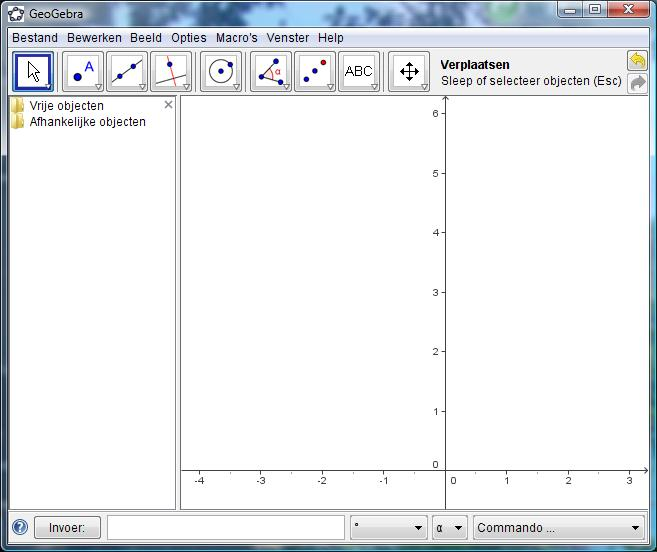 GeoGebra
Bestand Bewerken Beeld Opties Macro's Venster Help
A
α
ABC
Verplaatsen
Sleep of selecteer objecten (Esc)
Vrije objecten
Afhankelijke objecten
6
5
4
3
2
1
0
-4 -3 -2 -1 0 1 2 3
Invoer: ° α Commando ...